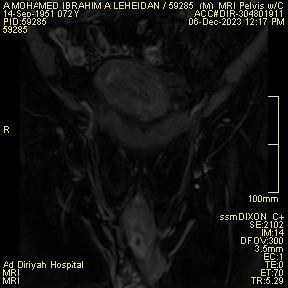 A MOHAMED IBRAHIM A LEHEIDAN / 59285 (M) MRI Pelvis w/C
14-Sep-1951 072Y ACC#DIR-304801911
PID:59285 06-Dec-2023 12:17 PM
59285
R
100mm
ssmDIXON C+
SE:2102
IM:14
DFOV:300
3.5mm
EC:1
Ad Diriyah Hospital TE:0
MRI ET:70
MRI TR:5.29